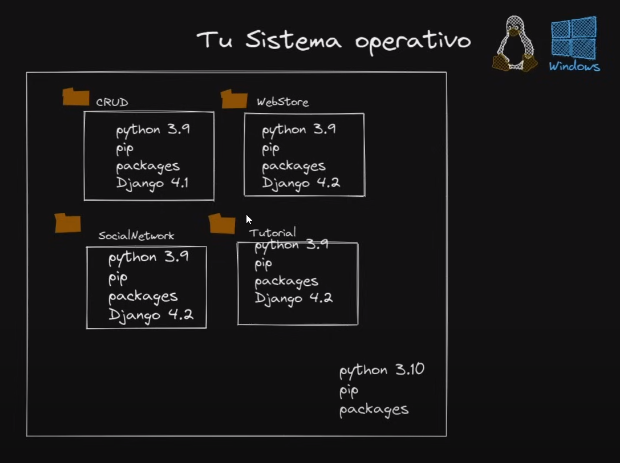 Tu Sistema operativo
Windows
CRUD
python 3.9
pip
packages
Django 4.1
WebStore
python 3.9
pip
packages
Django 4.2
SocialNetwork
python 3.9
pip
packages
Django 4.2
Tutorial
python 3.9
pip
packages
Django 4.2
python 3.10
pip
packages